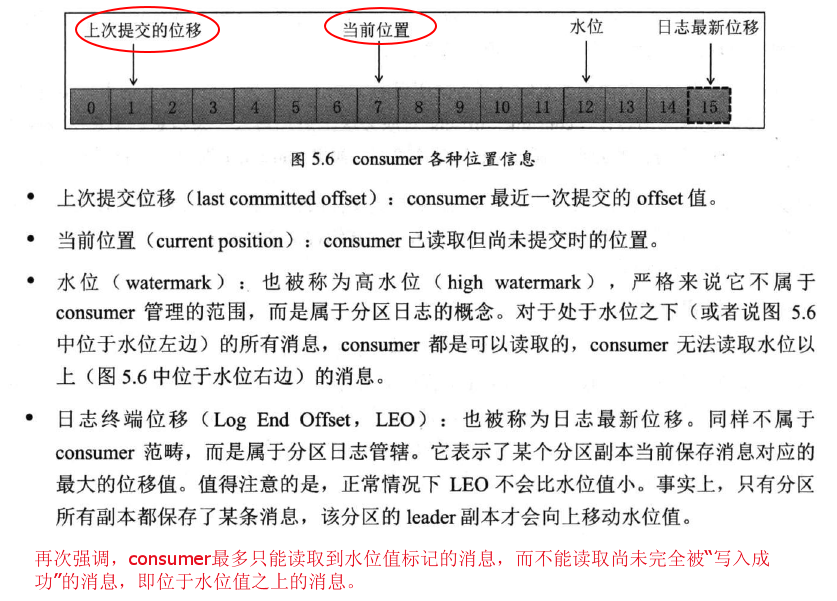 上次提交的位移 当前位置 水位 日志最新位移
0 1 2 3 4 5 6 7 8 9 10 11 12 13 14 15
图 5.6 consumer 各种位置信息
• 上次提交位移（last committed offset）：consumer 最近一次提交的 offset 值。
• 当前位置（current position）：consumer 已读取但尚未提交时的位置。
• 水位（watermark）：也被称为高水位（high watermark），严格来说它不属于
consumer 管理的范围，而是属于分区日志的概念。对于处于水位之下（或者说图 5.6
中位于水位左边）的所有消息，consumer 都是可以读取的，consumer 无法读取水位以
上（图 5.6 中位于水位右边）的消息。
• 日志终端位移（Log End Offset，LEO）：也被称为日志最新位移。同样不属于
consumer 范畴，而是属于分区日志管辖。它表示了某个分区副本当前保存消息对应的
最大的位移值。值得注意的是，正常情况下 LEO 不会比水位值小。事实上，只有分区
所有副本都保存了某条消息，该分区的 leader 副本才会向上移动水位值。
再次强调，consumer最多只能读取到水位值标记的消息，而不能读取尚未完全被“写入成
功”的消息，即位于水位值之上的消息。